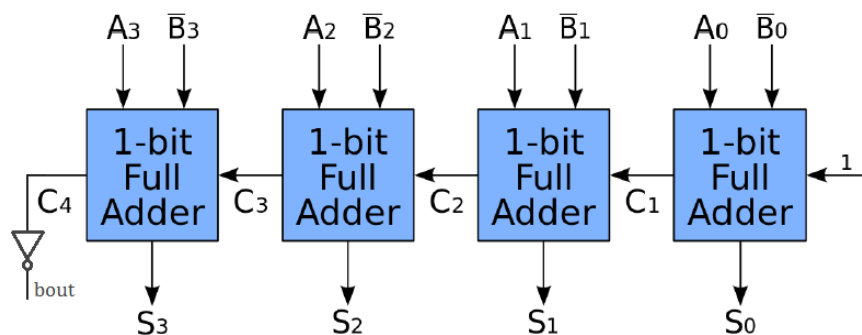 A3 B̅3 A2 B̅2 A1 B̅1 A0 B̅0
1-bit Full Adder
1-bit Full Adder
1-bit Full Adder
1-bit Full Adder
C4 C3 C2 C1 1
bout
S3 S2 S1 S0